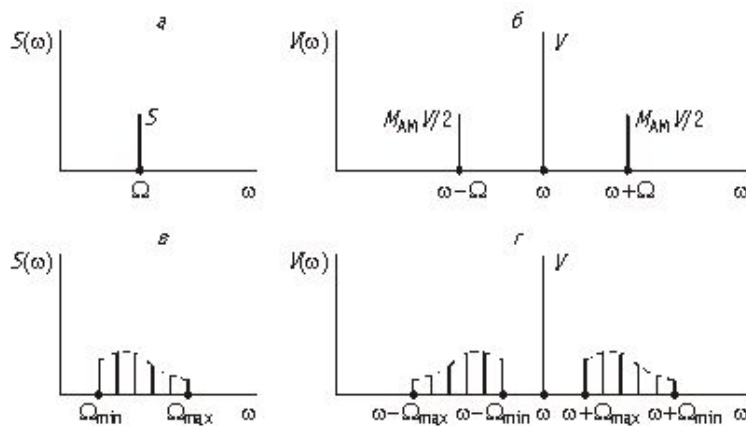 а
S(ω)
S
Ω
ω
б
V(ω)
V
M_AM V/2
M_AM V/2
ω−Ω
ω
ω+Ω
ω
в
S(ω)
Ω_min
Ω_max
ω
г
V(ω)
V
ω−Ω_max
ω−Ω_min
ω
ω+Ω_max
ω+Ω_min
ω